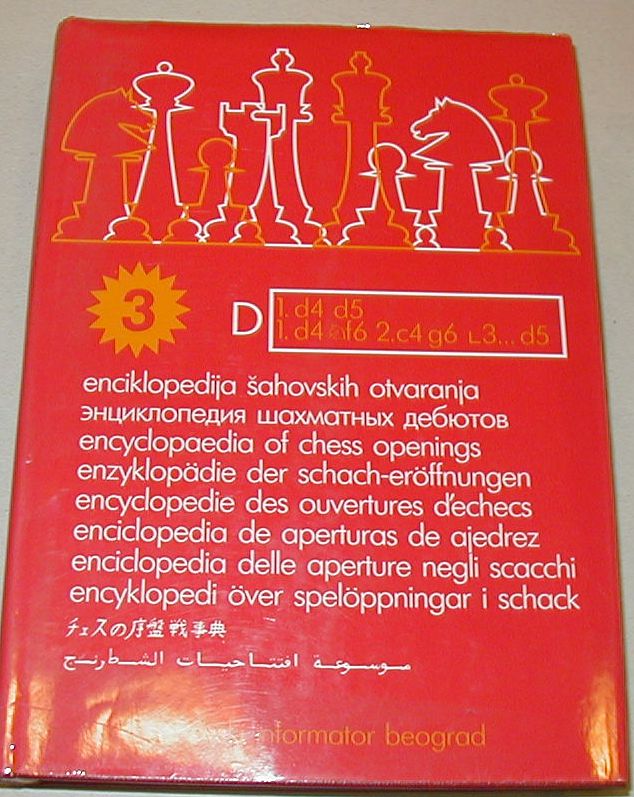 3
D
1. d4 d5
1. d4 ♘f6 2.c4 g6 ∟3... d5
enciklopedija šahovskih otvaranja
энциклопедия шахматных дебютов
encyclopaedia of chess openings
enzyklopädie der schach-eröffnungen
encyclopedie des ouvertures d'echecs
enciclopedia de aperturas de ajedrez
enciclopedia delle aperture negli scacchi
encyklopedi över spelöppningar i schack
チェスの序盤戦事典
موسوعة افتتاحيات الشطرنج
informator beograd